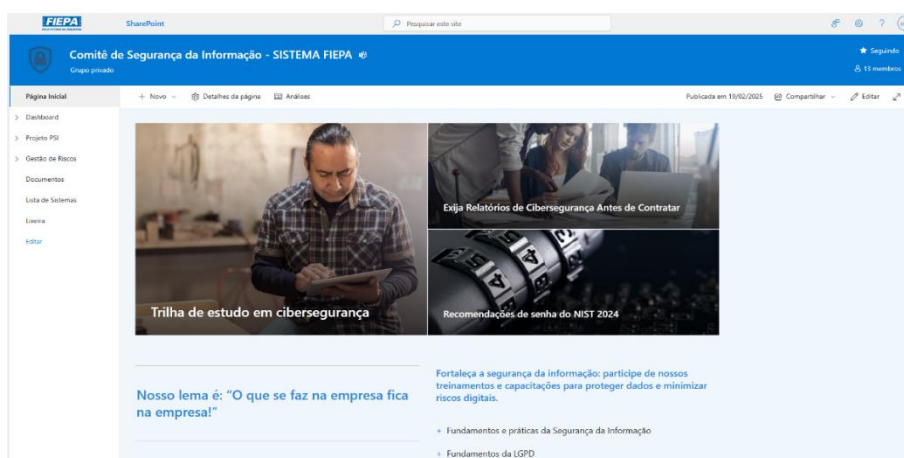 FIEPA
SharePoint
Pesquisar este site
Comitê de Segurança da Informação - SISTEMA FIEPA
Grupo privado
Seguindo
13 membros
Página Inicial
+ Novo
Detalhes da página
Análises
Publicada em 19/02/2025
Compartilhar
Editar
Dashboard
Projeto PSI
Gestão de Riscos
Documentos
Lista de Sistemas
Lixeira
Editar
Trilha de estudo em cibersegurança
Exija Relatórios de Cibersegurança Antes de Contratar
Recomendações de senha do NIST 2024
Nosso lema é: "O que se faz na empresa fica
na empresa!"
Fortaleça a segurança da informação: participe de nossos
treinamentos e capacitações para proteger dados e minimizar
riscos digitais.
+ Fundamentos e práticas da Segurança da Informação
+ Fundamentos da LGPD